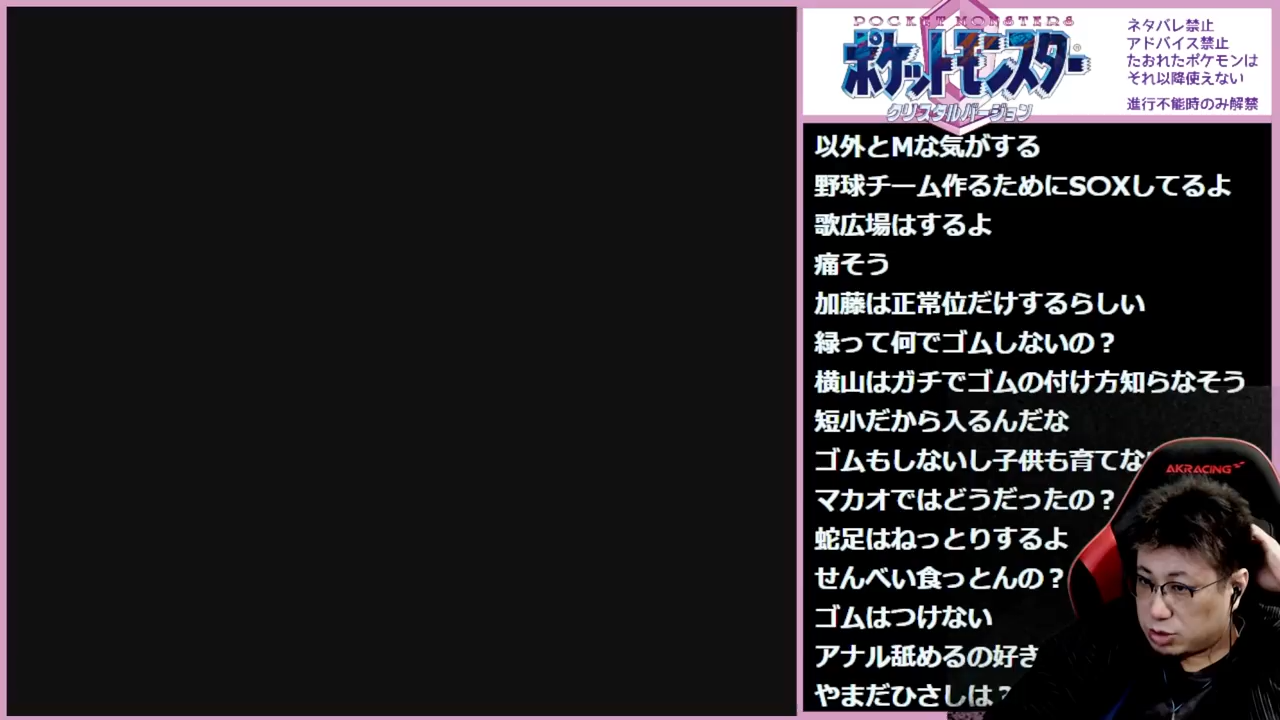 POCKET MONSTERS
ポケットモンスター
クリスタルバージョン
ネタバレ禁止
アドバイス禁止
たおれたポケモンは
それ以降使えない
進行不能時のみ解禁
以外とMな気がする
野球チーム作るためにSOXしてるよ
歌広場はするよ
痛そう
加藤は正常位だけするらしい
緑って何でゴムしないの？
横山はガチでゴムの付け方知らなそう
短小だから入るんだな
ゴムもしないし子供も育てな
マカオではどうだったの？
蛇足はねっとりするよ
せんべい食っとんの？
ゴムはつけない
アナル舐めるの好き
やまだひさしは？
AKRACING